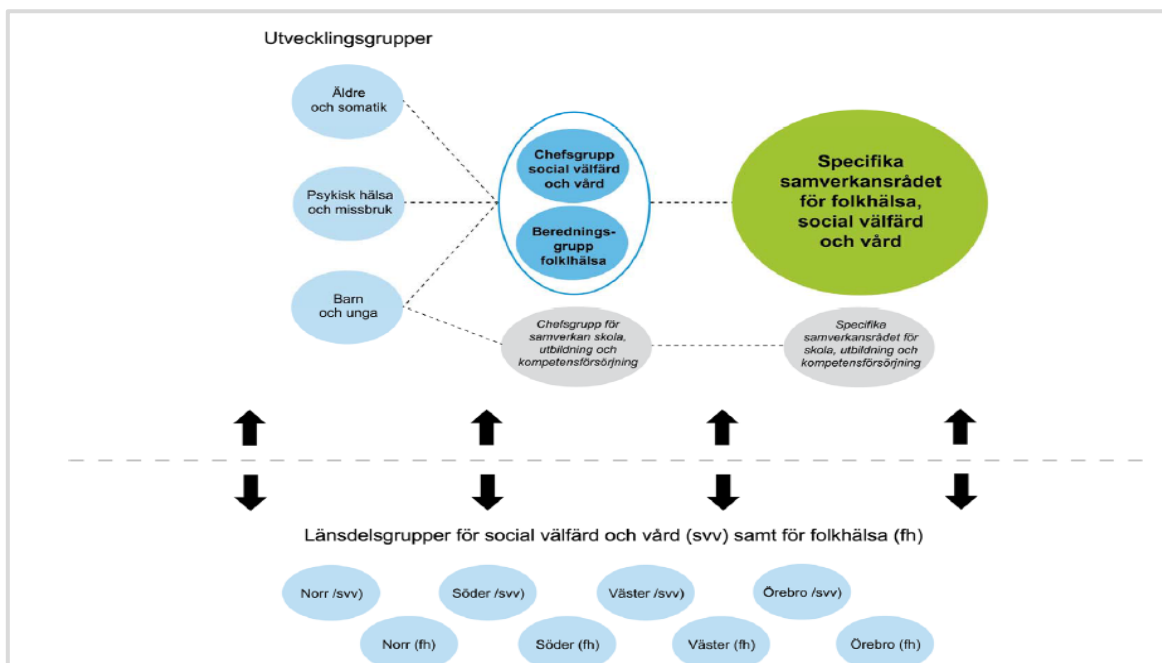 Utvecklingsgrupper
Äldre
och somatik
Psykisk hälsa
och missbruk
Barn
och unga
Chefsgrupp
social välfärd
och vård
Berednings-
grupp
folklhälsa
Specifika
samverkansrådet
för folkhälsa,
social välfärd
och vård
Chefsgrupp för
samverkan skola,
utbildning och
kompetensförsörjning
Specifika
samverkansrådet för
skola, utbildning och
kompetensförsörjning
Länsdelsgrupper för social välfärd och vård (svv) samt för folkhälsa (fh)
Norr /svv)
Söder /svv)
Väster /svv)
Örebro /svv)
Norr (fh)
Söder (fh)
Väster (fh)
Örebro (fh)